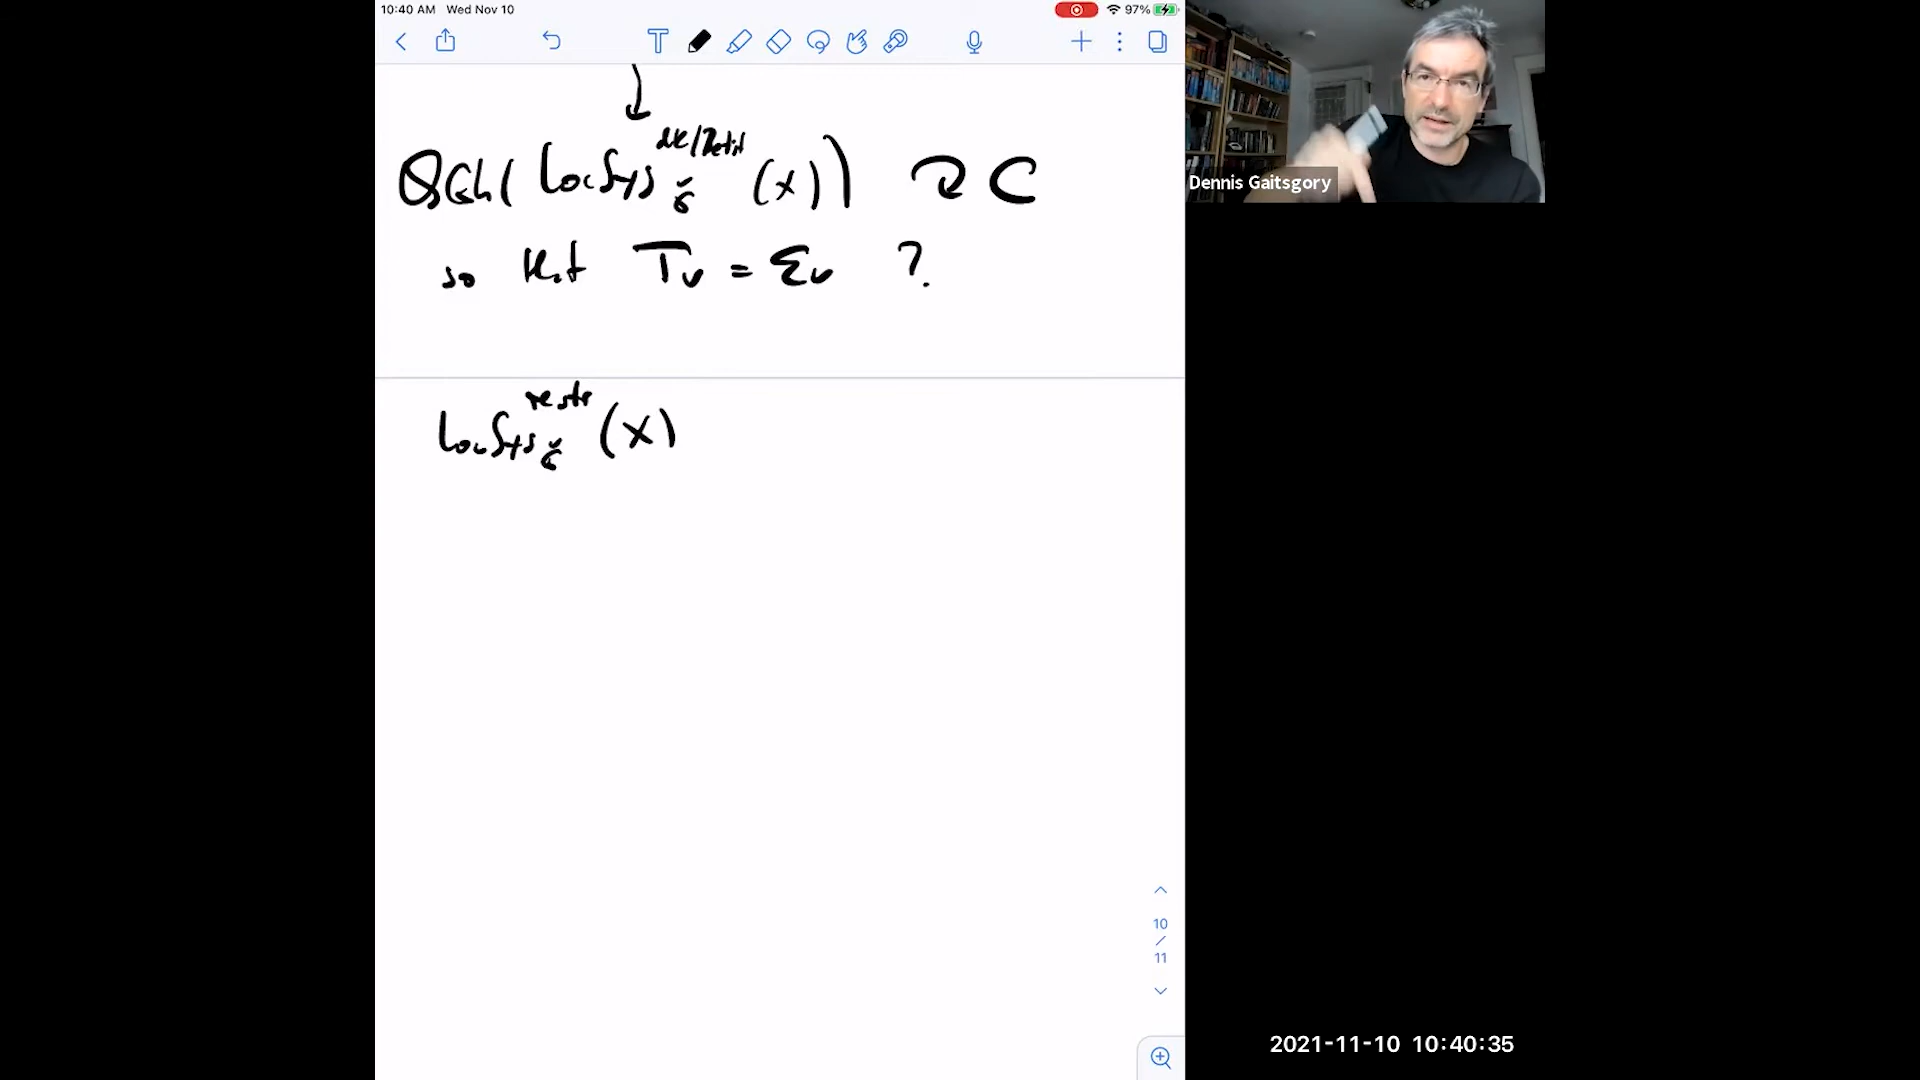 10:40 AM Wed Nov 10
97%
T
QCoh( LocSys_Ǧ^{dR/Betti} (X)) ↷ C
so that T_v = Ɛ_v ?
LocSys_Ǧ^{restr} (X)
Dennis Gaitsgory
10
/
11
2021-11-10 10:40:35